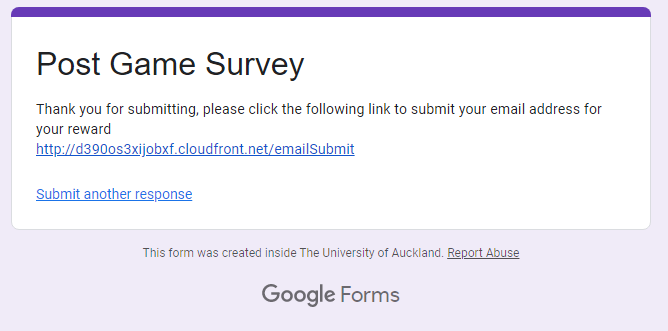 Post Game Survey
Thank you for submitting, please click the following link to submit your email address for
your reward
http://d390os3xijobxf.cloudfront.net/emailSubmit
Submit another response
This form was created inside The University of Auckland. Report Abuse
Google Forms